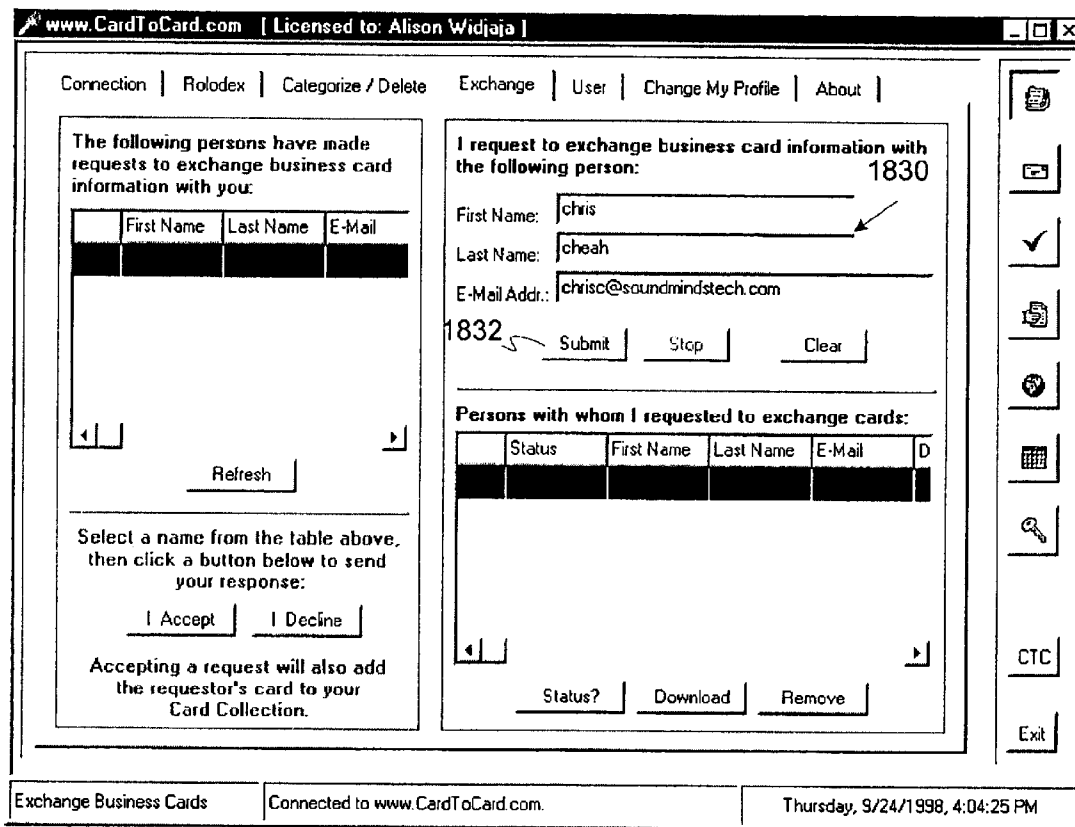 www.CardToCard.com [ Licensed to: Alison Widjaja ]
Connection | Rolodex | Categorize / Delete Exchange | User | Change My Profile | About |
The following persons have made
requests to exchange business card
information with you:
First Name Last Name E-Mail
Refresh
Select a name from the table above,
then click a button below to send
your response:
I Accept I Decline
Accepting a request will also add
the requestor's card to your
Card Collection.
I request to exchange business card information with
the following person:
1830
First Name: chris
Last Name: cheah
E-Mail Addr.: chrisc@soundmindstech.com
1832
Submit Stop Clear
Persons with whom I requested to exchange cards:
Status First Name Last Name E-Mail D
Status? Download Remove
CTC
Exit
Exchange Business Cards Connected to www.CardToCard.com. Thursday, 9/24/1998, 4:04:25 PM